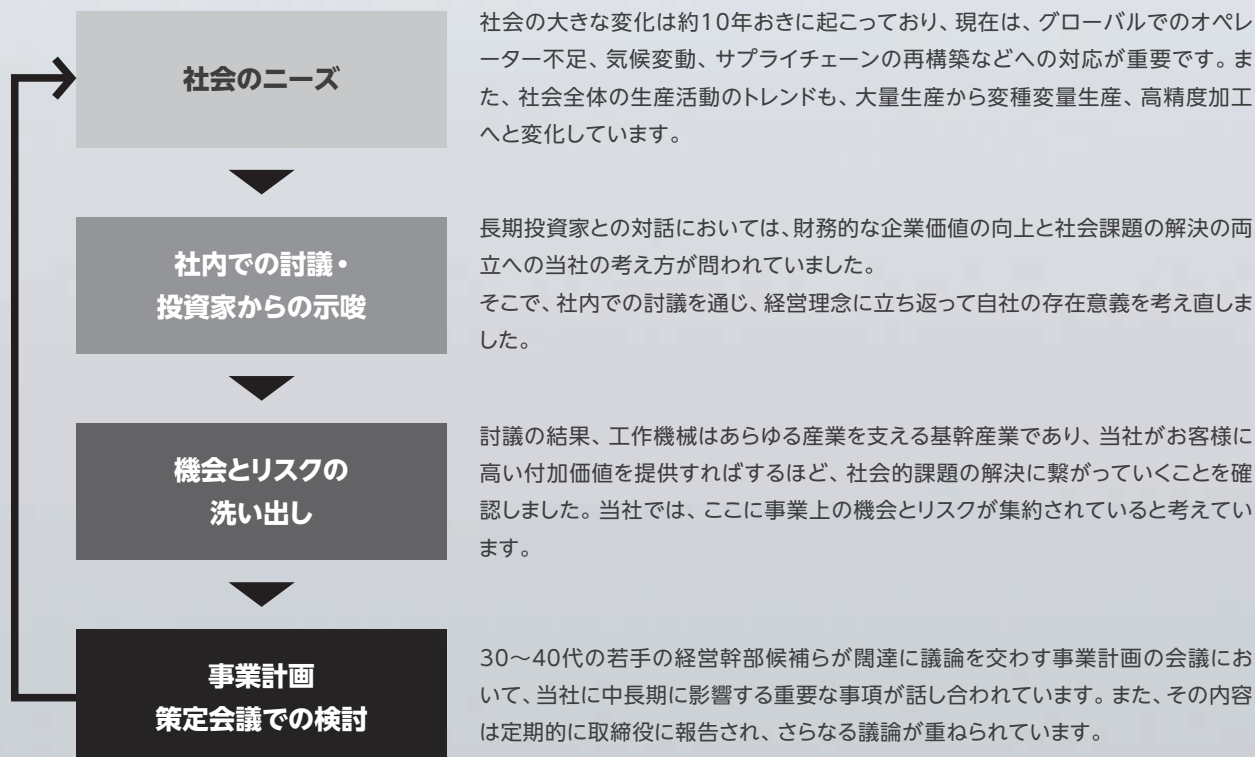 社会のニーズ
社会の大きな変化は約10年おきに起こっており、現在は、グローバルでのオペレ
ーター不足、気候変動、サプライチェーンの再構築などへの対応が重要です。ま
た、社会全体の生産活動のトレンドも、大量生産から変種変量生産、高精度加工
へと変化しています。
社内での討議・
投資家からの示唆
長期投資家との対話においては、財務的な企業価値の向上と社会課題の解決の両
立への当社の考え方が問われていました。
そこで、社内での討議を通じ、経営理念に立ち返って自社の存在意義を考え直しま
した。
機会とリスクの
洗い出し
討議の結果、工作機械はあらゆる産業を支える基幹産業であり、当社がお客様に
高い付加価値を提供すればするほど、社会的課題の解決に繋がっていくことを確
認しました。当社では、ここに事業上の機会とリスクが集約されていると考えてい
ます。
事業計画
策定会議での検討
30〜40代の若手の経営幹部候補らが闊達に議論を交わす事業計画の会議にお
いて、当社に中長期に影響する重要な事項が話し合われています。また、その内容
は定期的に取締役に報告され、さらなる議論が重ねられています。